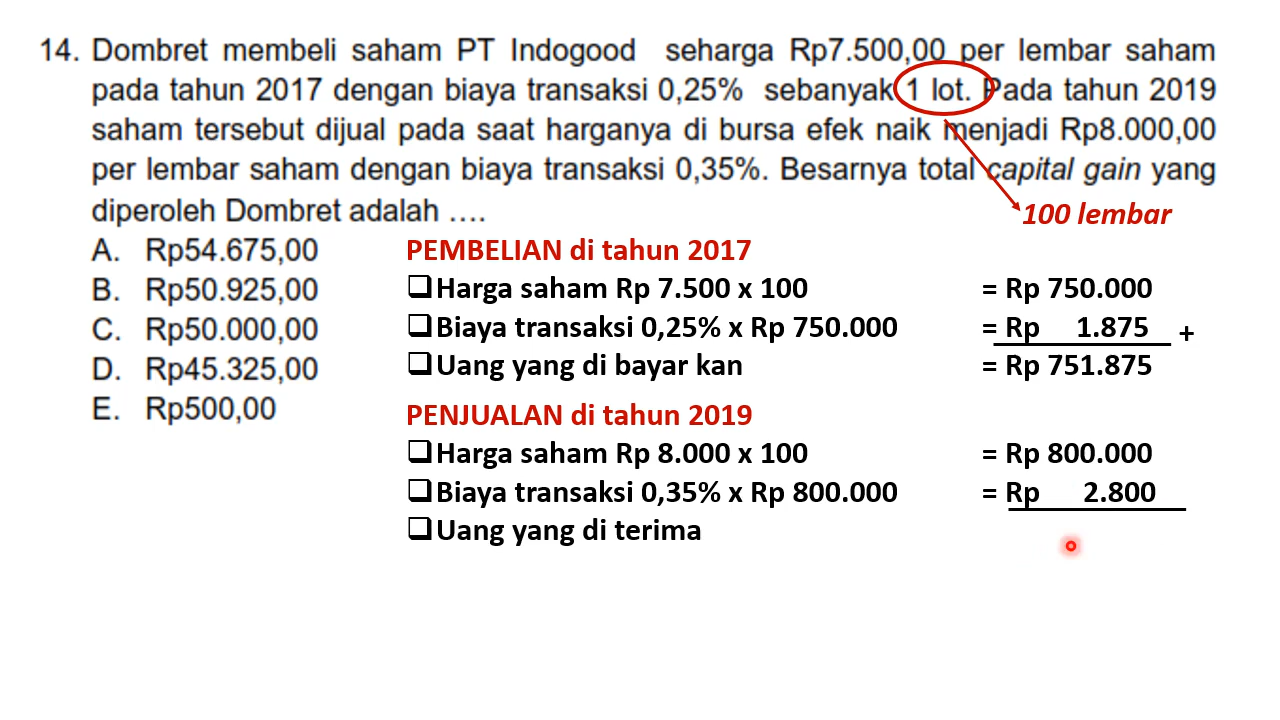 14. Dombret membeli saham PT Indogood seharga Rp7.500,00 per lembar saham
pada tahun 2017 dengan biaya transaksi 0,25% sebanyak 1 lot. Pada tahun 2019
saham tersebut dijual pada saat harganya di bursa efek naik menjadi Rp8.000,00
per lembar saham dengan biaya transaksi 0,35%. Besarnya total capital gain yang
diperoleh Dombret adalah ....
100 lembar
A. Rp54.675,00
B. Rp50.925,00
C. Rp50.000,00
D. Rp45.325,00
E. Rp500,00
PEMBELIAN di tahun 2017
❑Harga saham Rp 7.500 x 100 = Rp 750.000
❑Biaya transaksi 0,25% x Rp 750.000 = Rp 1.875 +
❑Uang yang di bayar kan = Rp 751.875
PENJUALAN di tahun 2019
❑Harga saham Rp 8.000 x 100 = Rp 800.000
❑Biaya transaksi 0,35% x Rp 800.000 = Rp 2.800
❑Uang yang di terima